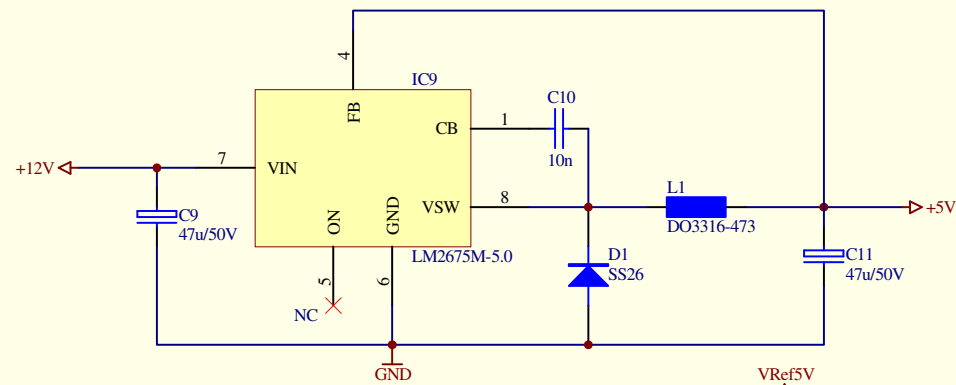 4
IC9
FB
C10
CB
1
10n
+12V
7
VIN
C9
47u/50V
ON
GND
VSW
8
L1
DO3316-473
+5V
LM2675M-5.0
D1
SS26
C11
47u/50V
5
6
NC
GND
VRef5V